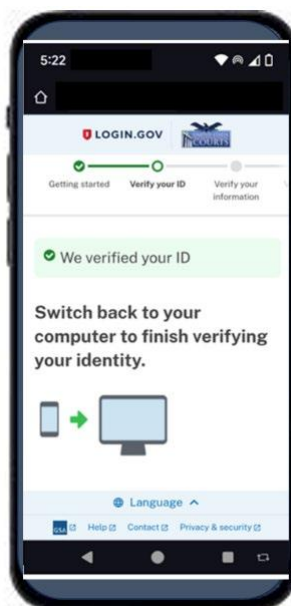 5:22
LOGIN.GOV COURTS
Getting started Verify your ID Verify your
information
We verified your ID
Switch back to your
computer to finish verifying
your identity.
Language
GSA Help Contact Privacy & security